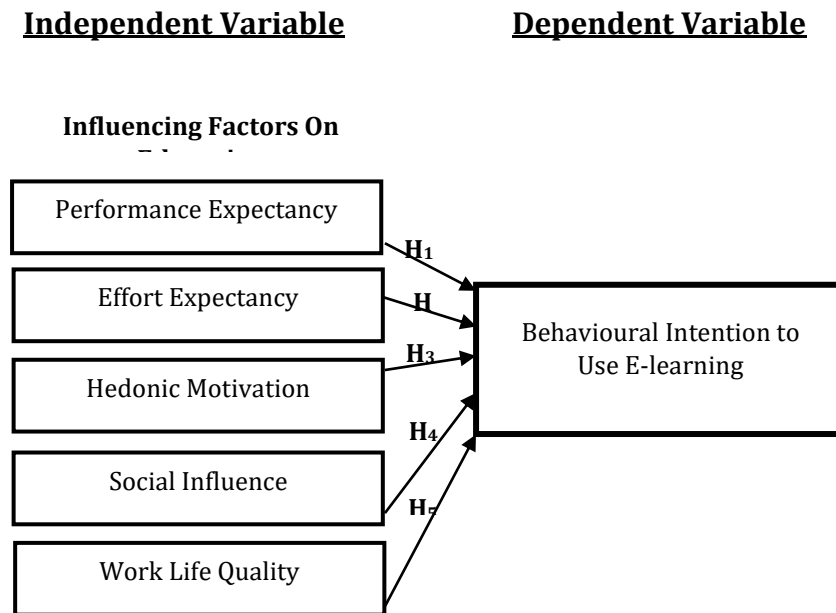 Independent Variable
Dependent Variable
Influencing Factors On
Performance Expectancy
H1
Effort Expectancy
H
Behavioural Intention to
Use E-learning
H3
Hedonic Motivation
H4
Social Influence
H5
Work Life Quality